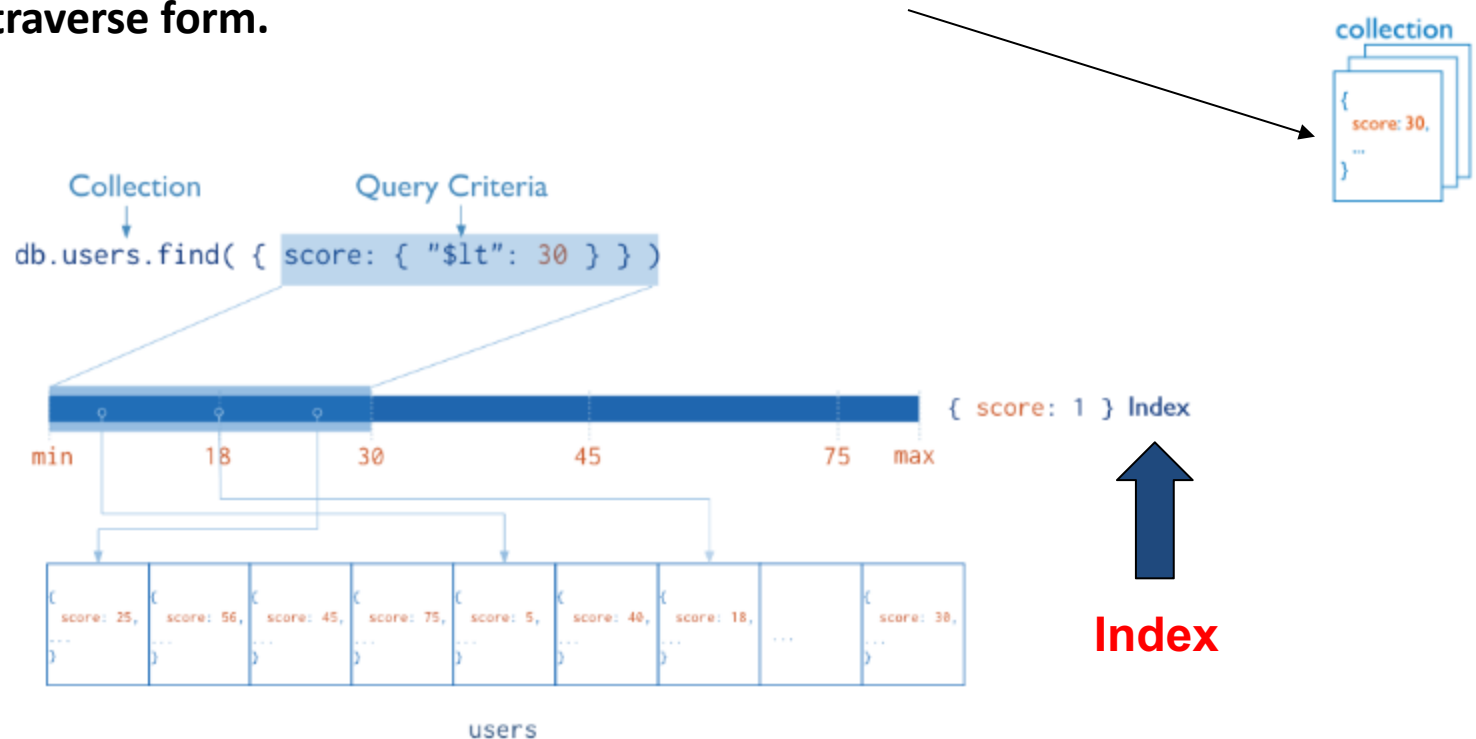 traverse form.
collection
{
score: 30,
...
}
Collection Query Criteria
db.users.find( { score: { "$lt": 30 } } )
{ score: 1 } Index
min 18 30 45 75 max
{ { { { { { { {
score: 25, score: 56, score: 45, score: 75, score: 5, score: 40, score: 18, score: 30,
... ... ... ... ... ... ... ... ...
} } } } } } } }
Index
users